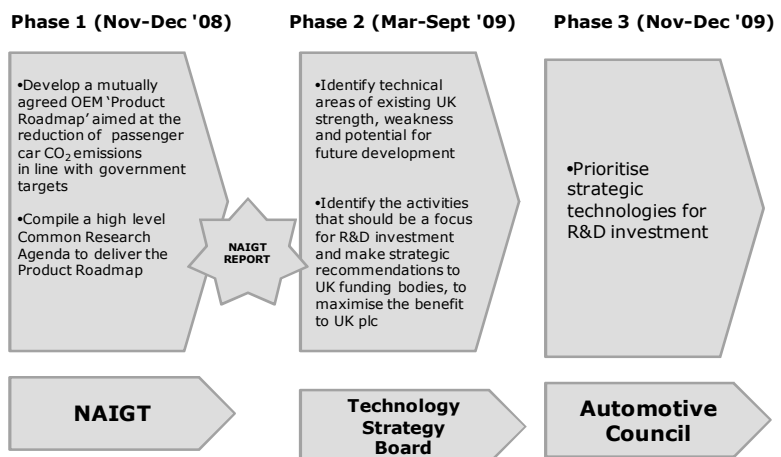 Phase 1 (Nov-Dec '08)
•Develop a mutually
agreed OEM ‘Product
Roadmap’ aimed at the
reduction of passenger
car CO₂ emissions
in line with government
targets
•Compile a high level
Common Research
Agenda to deliver the
Product Roadmap
NAIGT
REPORT
Phase 2 (Mar-Sept '09)
•Identify technical
areas of existing UK
strength, weakness
and potential for
future development
•Identify the activities
that should be a focus
for R&D investment
and make strategic
recommendations to
UK funding bodies, to
maximise the benefit
to UK plc
Phase 3 (Nov-Dec '09)
•Prioritise
strategic
technologies for
R&D investment
NAIGT
Technology
Strategy
Board
Automotive
Council